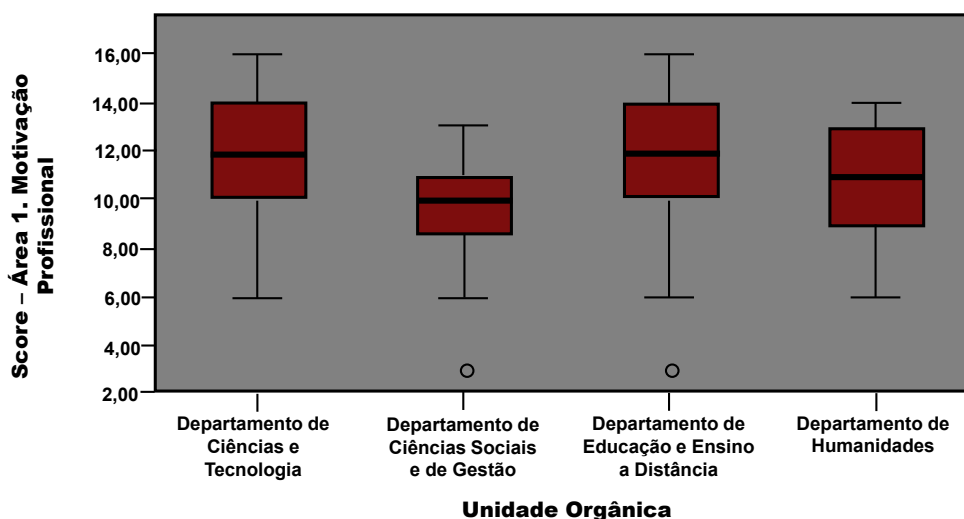 Score – Área 1. Motivação
Profissional
16,00
14,00
12,00
10,00
8,00
6,00
4,00
2,00
Departamento de
Ciências e
Tecnologia
Departamento de
Ciências Sociais
e de Gestão
Departamento de
Educação e Ensino
a Distância
Departamento de
Humanidades
Unidade Orgânica